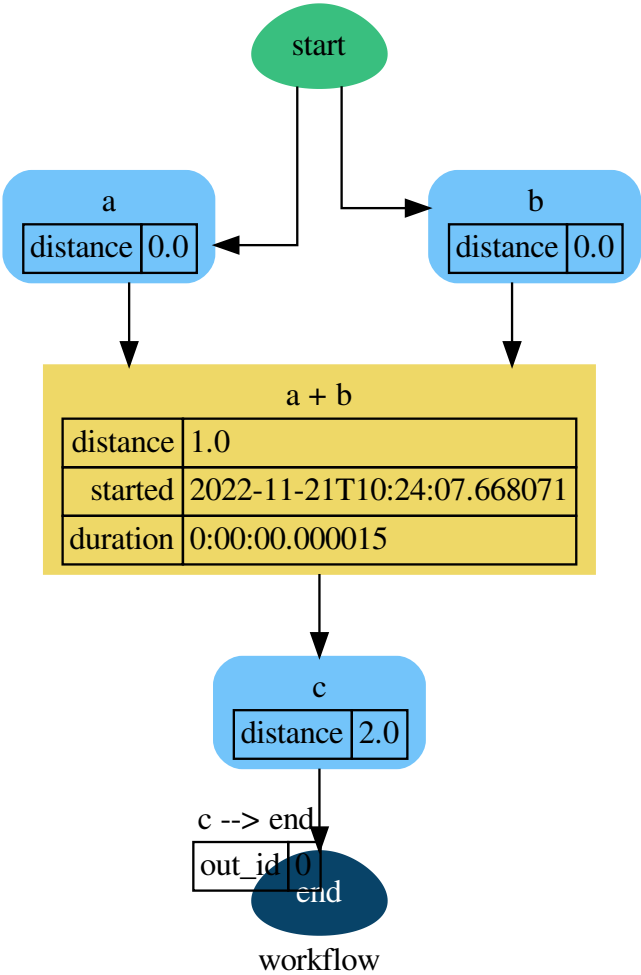 start
a
distance 0.0
b
distance 0.0
a + b
distance 1.0
started 2022-11-21T10:24:07.668071
duration 0:00:00.000015
c
distance 2.0
c --> end
out_id 0
end
workflow